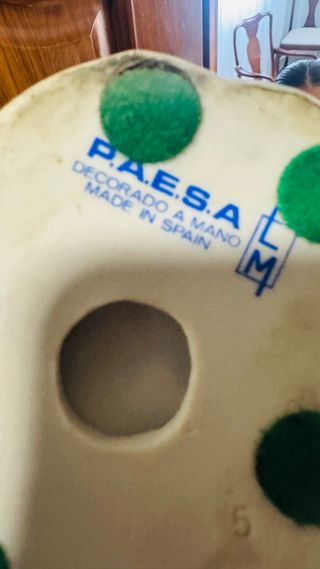 P.A.E.S.A
DECORADO A MANO
MADE IN SPAIN
LM
5